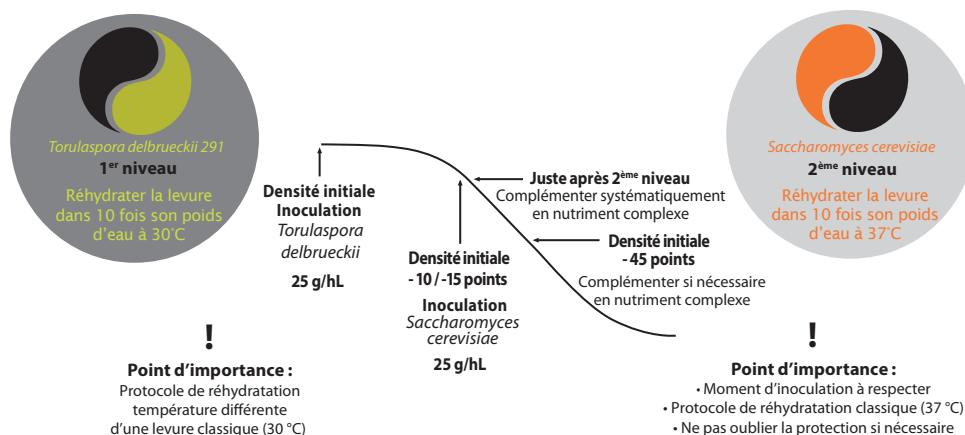 Torulaspora delbrueckii 291
1er niveau
Réhydrater la levure
dans 10 fois son poids
d'eau à 30°C
Densité initiale
Inoculation
Torulaspora
delbrueckii
25 g/hL
Densité initiale
- 10 / -15 points
Inoculation
Saccharomyces
cerevisiae
25 g/hL
Juste après 2ème niveau
Complémenter systématiquement
en nutriment complexe
Densité initiale
- 45 points
Complémenter si nécessaire
en nutriment complexe
Saccharomyces cerevisiae
2ème niveau
Réhydrater la levure
dans 10 fois son poids
d'eau à 37°C
!
Point d'importance :
Protocole de réhydratation
température différente
d'une levure classique (30 °C)
!
Point d'importance :
• Moment d'inoculation à respecter
• Protocole de réhydratation classique (37 °C)
• Ne pas oublier la protection si nécessaire